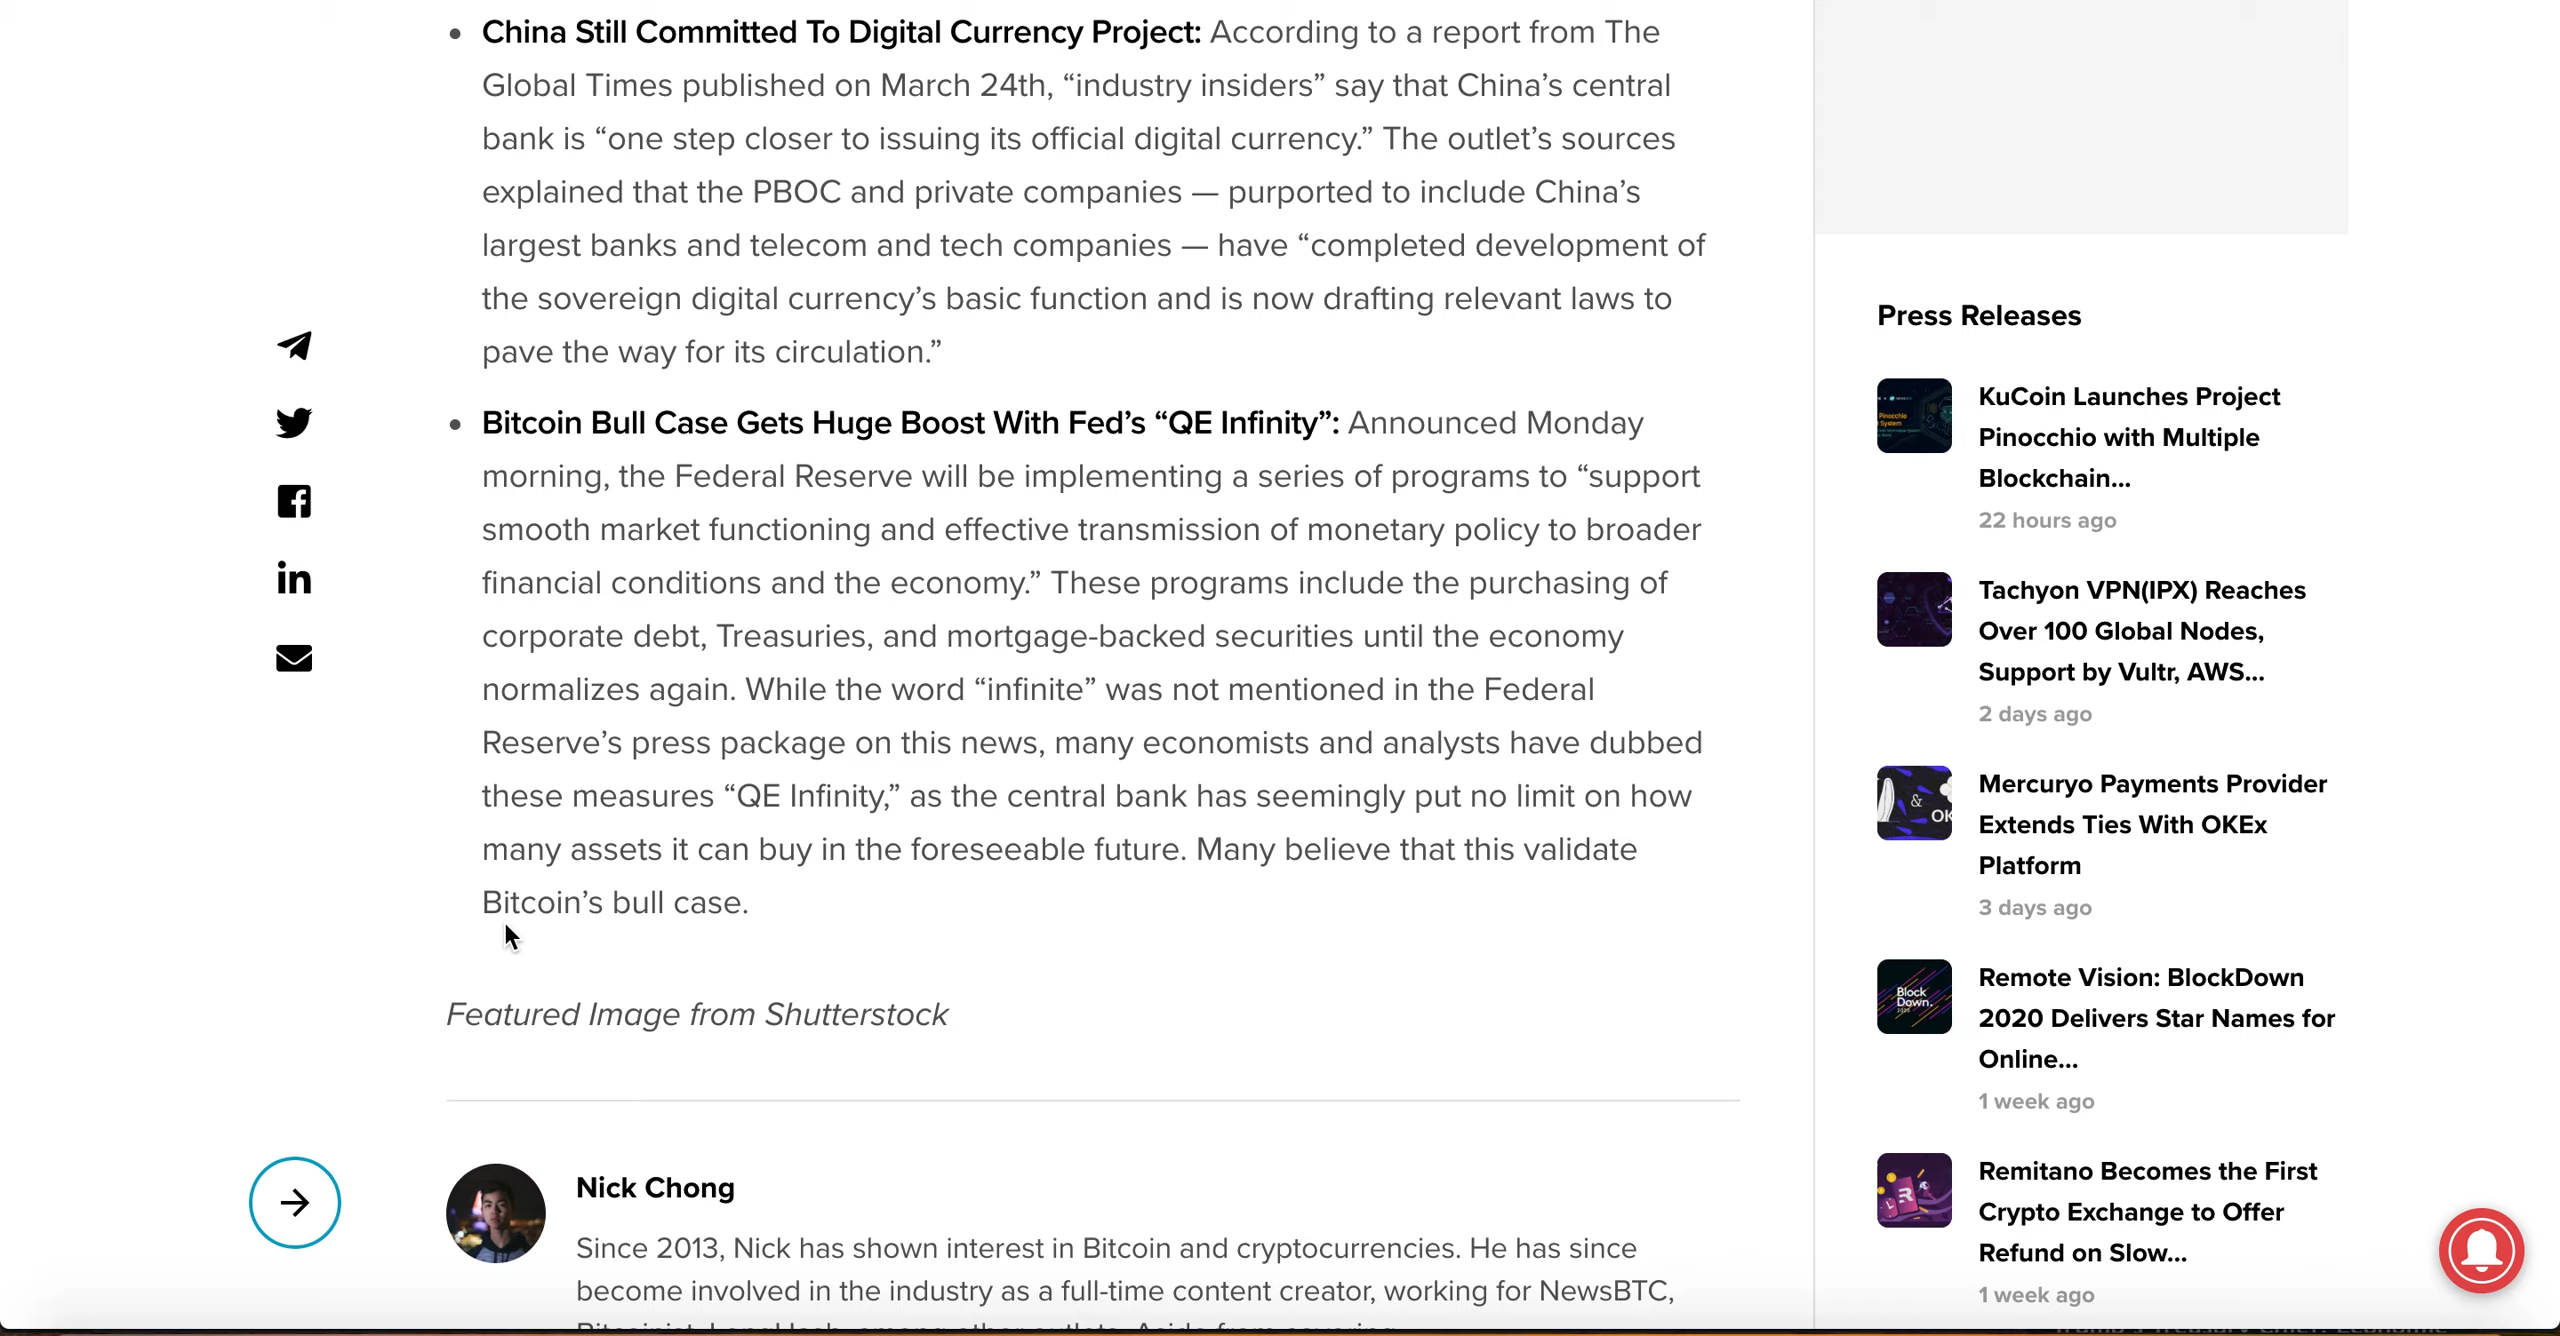 China Still Committed To Digital Currency Project: According to a report from The
Global Times published on March 24th, “industry insiders” say that China’s central
bank is “one step closer to issuing its official digital currency.” The outlet’s sources
explained that the PBOC and private companies — purported to include China’s
largest banks and telecom and tech companies — have “completed development of
the sovereign digital currency’s basic function and is now drafting relevant laws to
pave the way for its circulation.”
Bitcoin Bull Case Gets Huge Boost With Fed’s “QE Infinity”: Announced Monday
morning, the Federal Reserve will be implementing a series of programs to “support
smooth market functioning and effective transmission of monetary policy to broader
financial conditions and the economy.” These programs include the purchasing of
corporate debt, Treasuries, and mortgage-backed securities until the economy
normalizes again. While the word “infinite” was not mentioned in the Federal
Reserve’s press package on this news, many economists and analysts have dubbed
these measures “QE Infinity,” as the central bank has seemingly put no limit on how
many assets it can buy in the foreseeable future. Many believe that this validate
Bitcoin’s bull case.
Featured Image from Shutterstock
Nick Chong
Since 2013, Nick has shown interest in Bitcoin and cryptocurrencies. He has since
become involved in the industry as a full-time content creator, working for NewsBTC,
Press Releases
KuCoin Launches Project
Pinocchio with Multiple
Blockchain...
22 hours ago
Tachyon VPN(IPX) Reaches
Over 100 Global Nodes,
Support by Vultr, AWS...
2 days ago
&
OK
Mercuryo Payments Provider
Extends Ties With OKEx
Platform
3 days ago
Block
Down.
Remote Vision: BlockDown
2020 Delivers Star Names for
Online...
1 week ago
Remitano Becomes the First
Crypto Exchange to Offer
Refund on Slow...
1 week ago